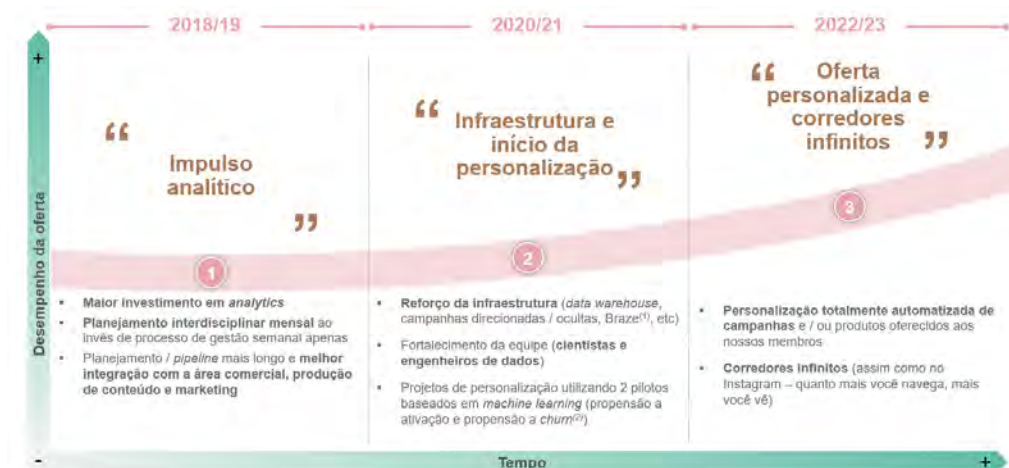 2018/19
2020/21
2022/23
+
Desempenho da oferta
-
“
Impulso
analítico
”
1
▪ Maior investimento em analytics
▪ Planejamento interdisciplinar mensal ao
invés de processo de gestão semanal apenas
▪ Planejamento / pipeline mais longo e melhor
integração com a área comercial, produção
de conteúdo e marketing
“
Infraestrutura e
início da
personalização
”
2
▪ Reforço da infraestrutura (data warehouse,
campanhas direcionadas / ocultas, Braze(1), etc)
▪ Fortalecimento da equipe (cientistas e
engenheiros de dados)
▪ Projetos de personalização utilizando 2 pilotos
baseados em machine learning (propensão a
ativação e propensão a churn(2))
“
Oferta
personalizada e
corredores
infinitos
”
3
▪ Personalização totalmente automatizada de
campanhas e / ou produtos oferecidos aos
nossos membros
▪ Corredores infinitos (assim como no
Instagram – quanto mais você navega, mais
você vê)
Tempo
+